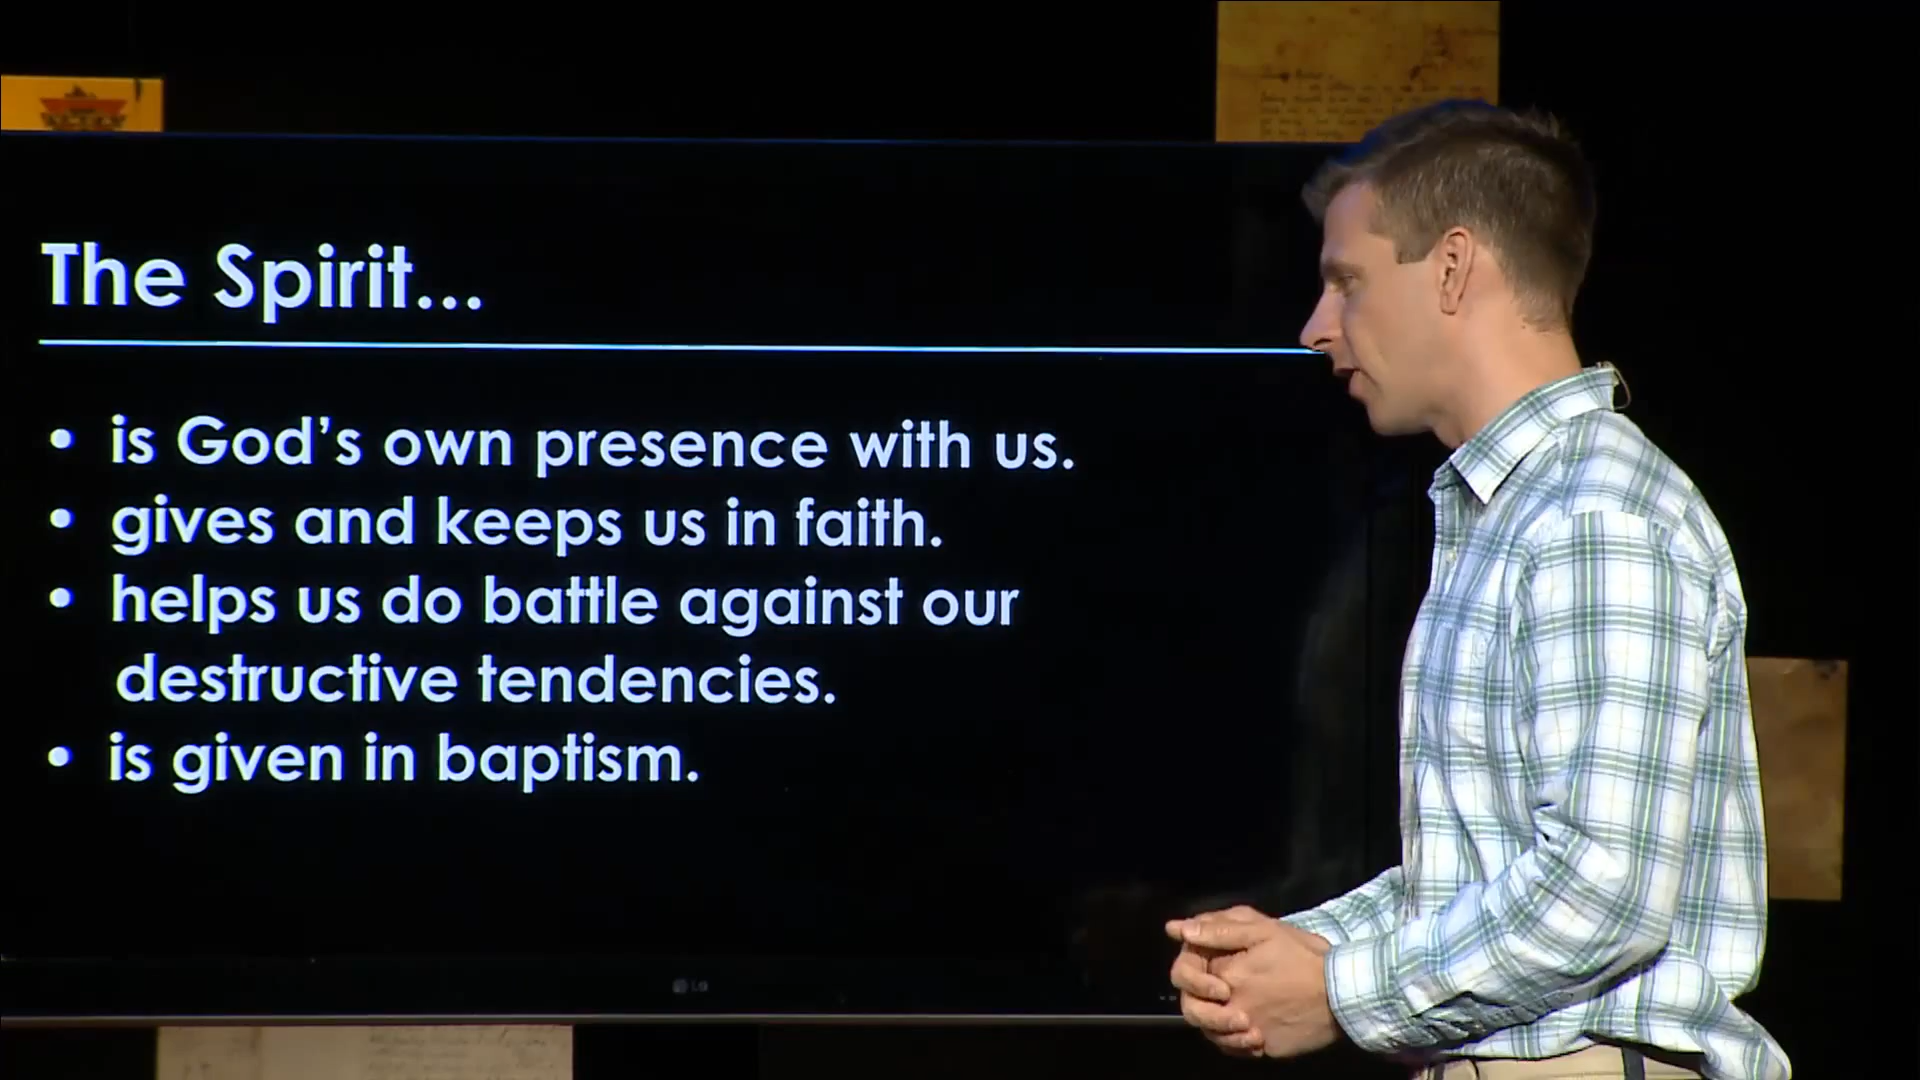 The Spirit...
• is God's own presence with us.
• gives and keeps us in faith.
• helps us do battle against our
destructive tendencies.
• is given in baptism.
LG